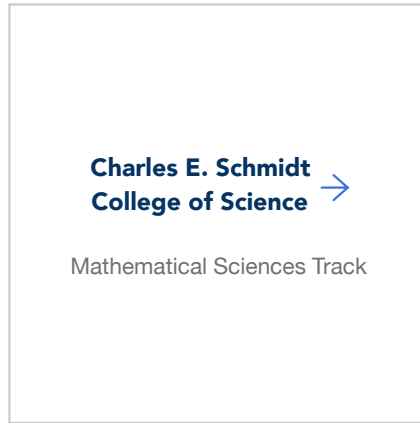 Charles E. Schmidt
College of Science
Mathematical Sciences Track